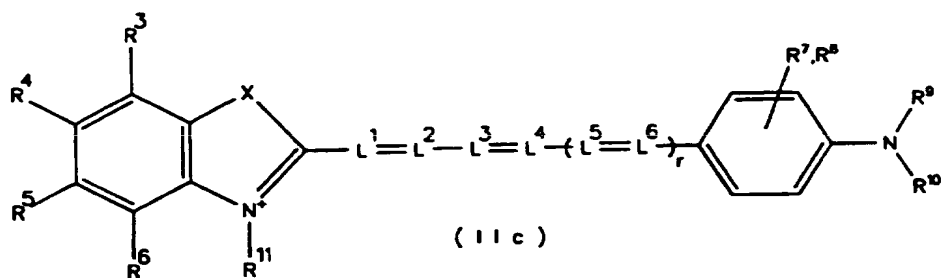 R³ R⁷,R⁸
R⁴ X R⁹
L¹=L²—L³=L⁴—(L⁵=L⁶—)r N
R⁵ N⁺ R¹⁰
R⁶ R¹¹ (IIc)